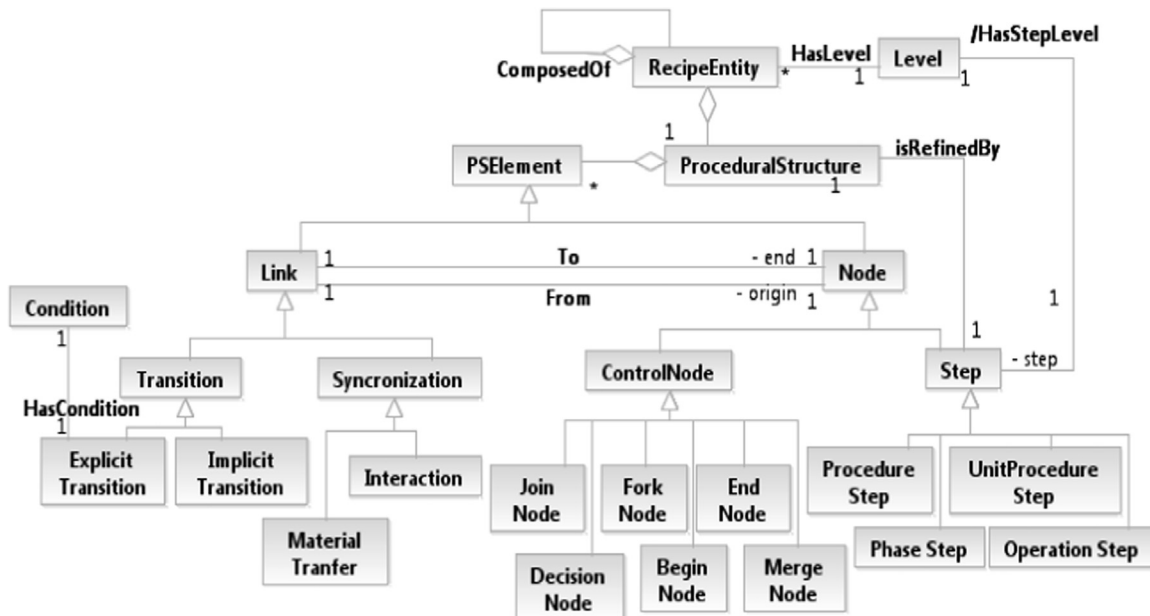 /HasStepLevel
HasLevel
Level
RecipeEntity
ComposedOf
*
1
1
1
isRefinedBy
PSElement
ProceduralStructure
*
1
1
To
- end
1
Link
Node
1
From
- origin
1
Condition
1
1
1
- step
Transition
Syncronization
ControlNode
Step
HasCondition
1
Explicit
Transition
Implicit
Transition
Interaction
Material
Tranfer
Join
Node
Fork
Node
End
Node
Decision
Node
Begin
Node
Merge
Node
Procedure
Step
UnitProcedure
Step
Phase Step
Operation Step